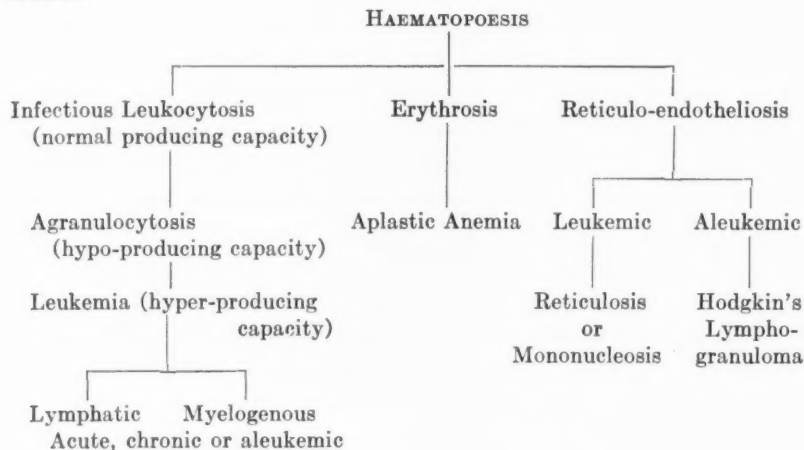 HAEMATOPOESIS
Infectious Leukocytosis Erythrosis Reticulo-endotheliosis
(normal producing capacity)
Agranulocytosis Aplastic Anemia Leukemic Aleukemic
(hypo-producing capacity)
Leukemia (hyper-producing Reticulosis Hodgkin's
capacity) or Lympho-
Mononucleosis granuloma
Lymphatic Myelogenous
Acute, chronic or aleukemic